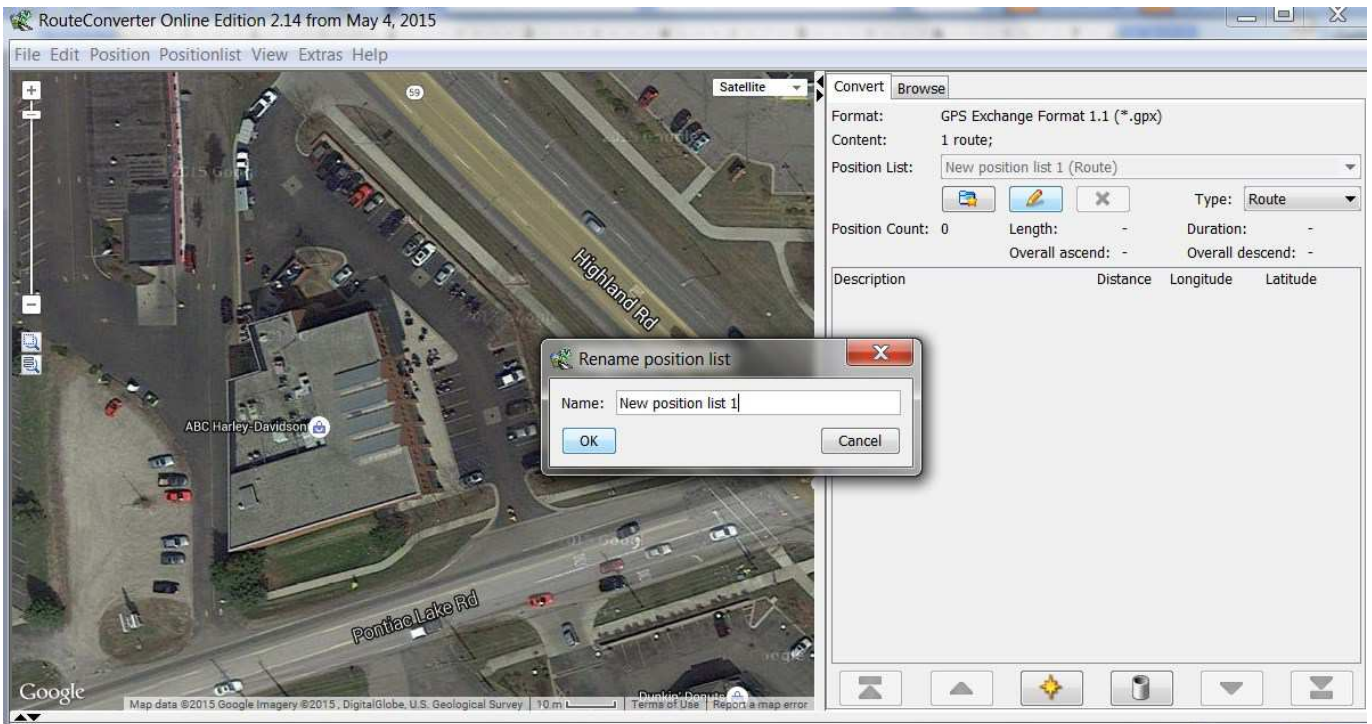 RouteConverter Online Edition 2.14 from May 4, 2015
File Edit Position Positionlist View Extras Help
Satellite
59
Highland Rd
ABC Harley-Davidson
Pontiac Lake Rd
Dunkin' Donuts
Google
Map data ©2015 Google Imagery ©2015, DigitalGlobe, U.S. Geological Survey 10 m Terms of Use Report a map error
Convert Browse
Format: GPS Exchange Format 1.1 (*.gpx)
Content: 1 route;
Position List: New position list 1 (Route)
Type: Route
Position Count: 0 Length: - Duration: -
Overall ascend: - Overall descend: -
Description Distance Longitude Latitude
Rename position list
Name: New position list 1
OK Cancel